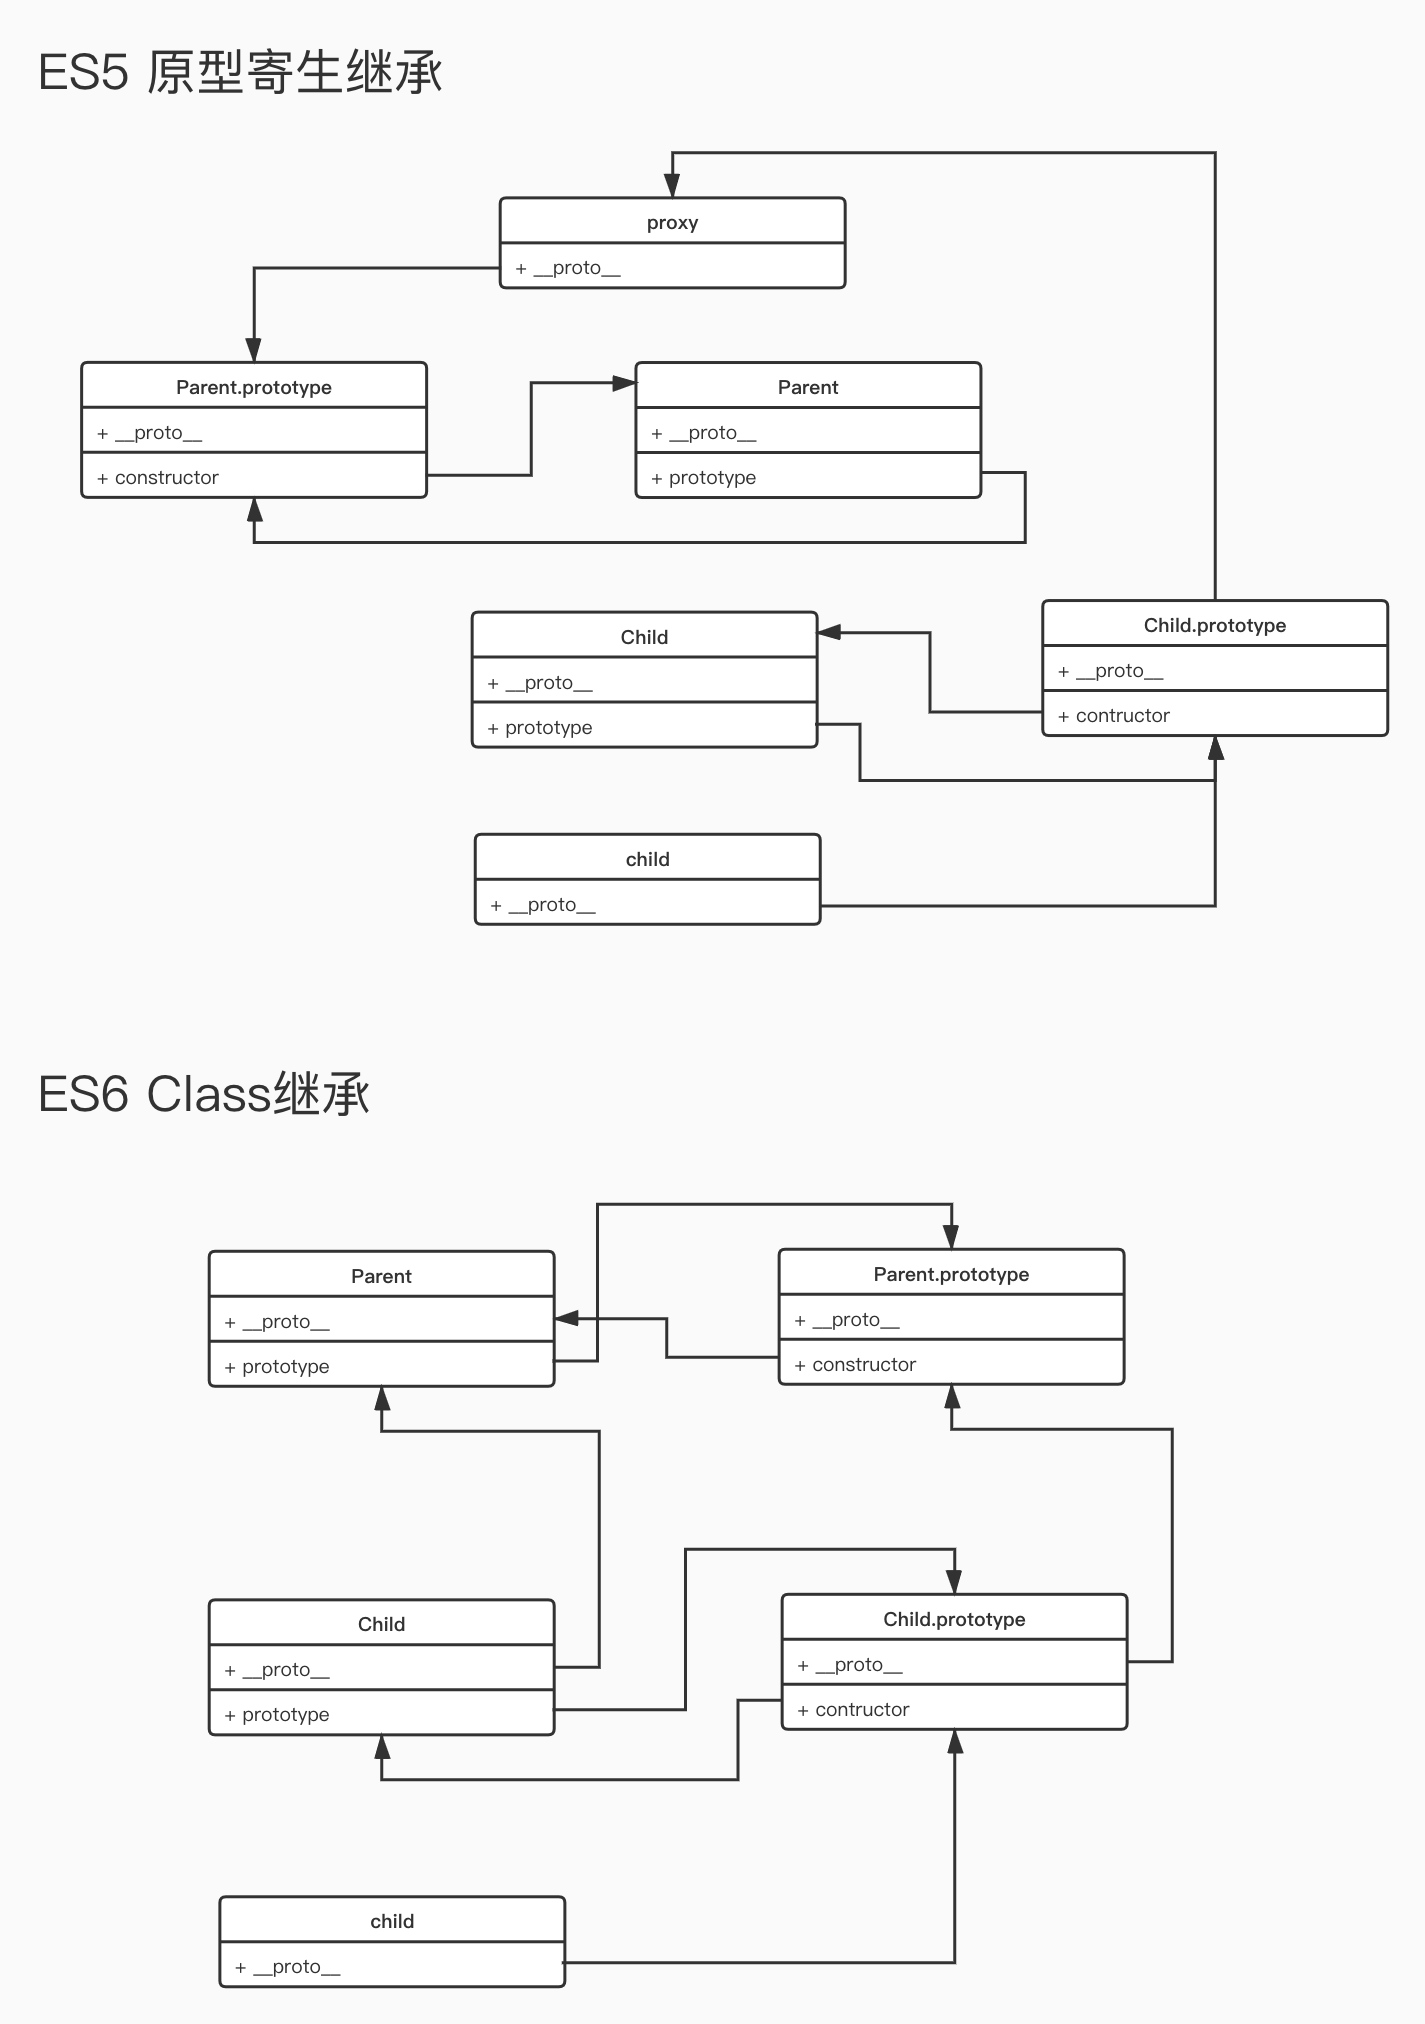 ES5 原型寄生继承
proxy
+ __proto__
Parent.prototype
+ __proto__
+ constructor
Parent
+ __proto__
+ prototype
Child
+ __proto__
+ prototype
Child.prototype
+ __proto__
+ contructor
child
+ __proto__
ES6 Class继承
Parent
+ __proto__
+ prototype
Parent.prototype
+ __proto__
+ constructor
Child
+ __proto__
+ prototype
Child.prototype
+ __proto__
+ contructor
child
+ __proto__